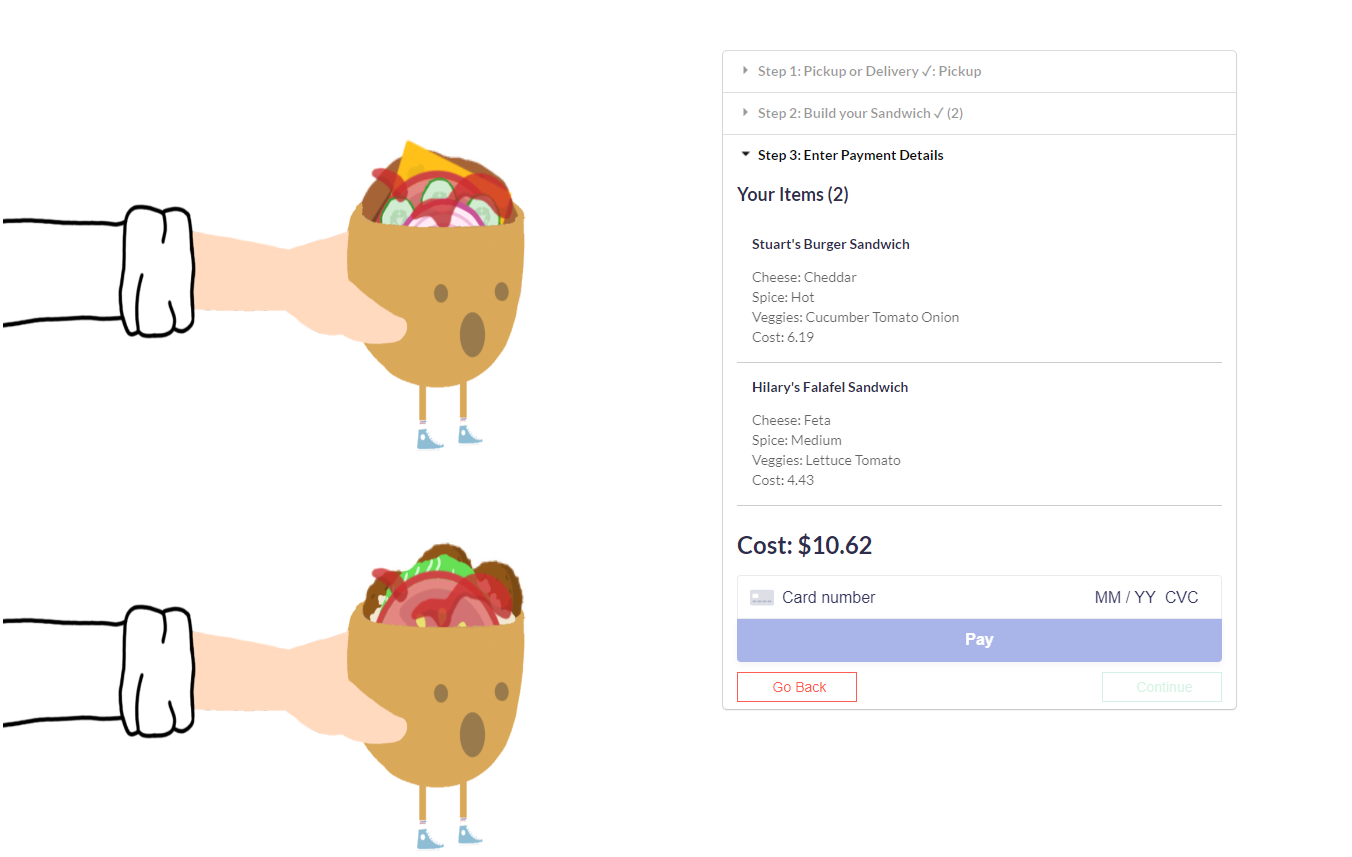 Step 1: Pickup or Delivery ✓: Pickup
Step 2: Build your Sandwich ✓ (2)
Step 3: Enter Payment Details
Your Items (2)
Stuart's Burger Sandwich
Cheese: Cheddar
Spice: Hot
Veggies: Cucumber Tomato Onion
Cost: 6.19
Hilary's Falafel Sandwich
Cheese: Feta
Spice: Medium
Veggies: Lettuce Tomato
Cost: 4.43
Cost: $10.62
Card number MM / YY CVC
Pay
Go Back Continue